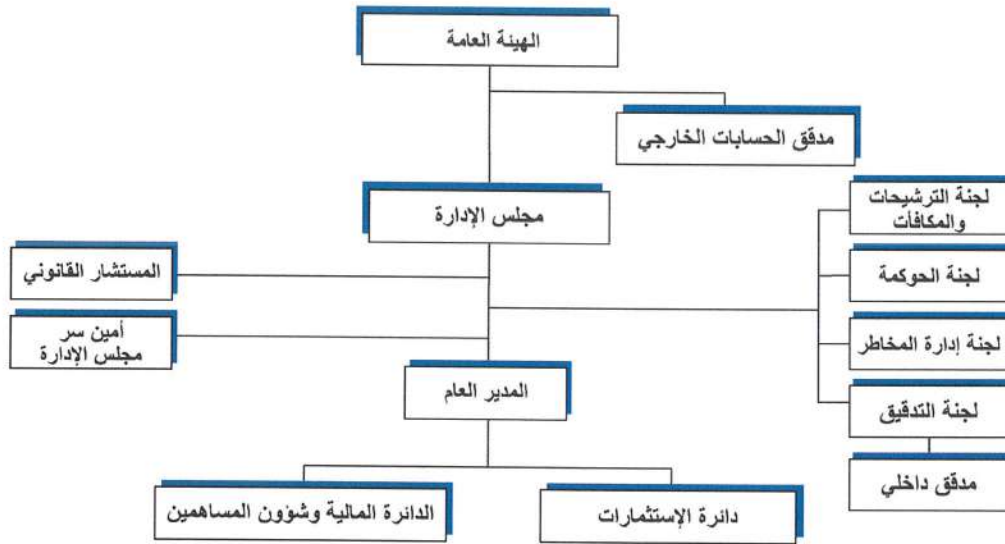 الهيئة العامة
مدقق الحسابات الخارجي
مجلس الإدارة
لجنة الترشيحات
والمكافأت
المستشار القانوني
لجنة الحوكمة
أمين سر
مجلس الإدارة
لجنة إدارة المخاطر
المدير العام
لجنة التدقيق
مدقق داخلي
دائرة الإستثمارات
الدائرة المالية وشؤون المساهمين